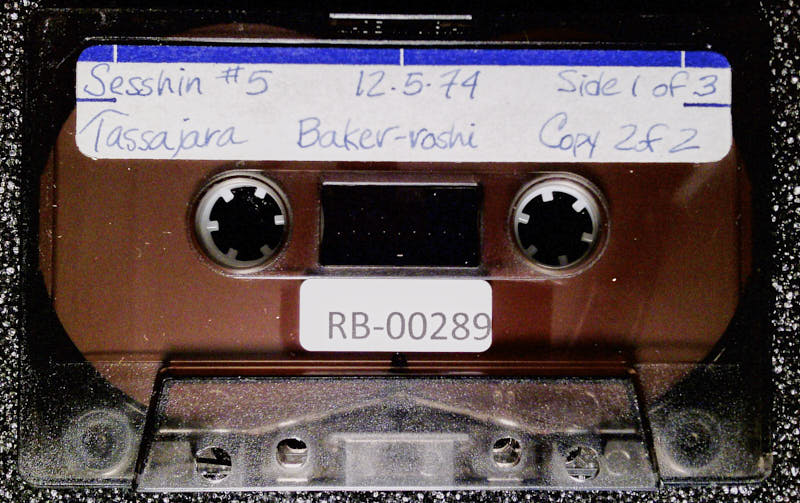 Sesshin #5 12.5.74 Side 1 of 3
Tassajara Baker-roshi Copy 2 of 2
RB-00289